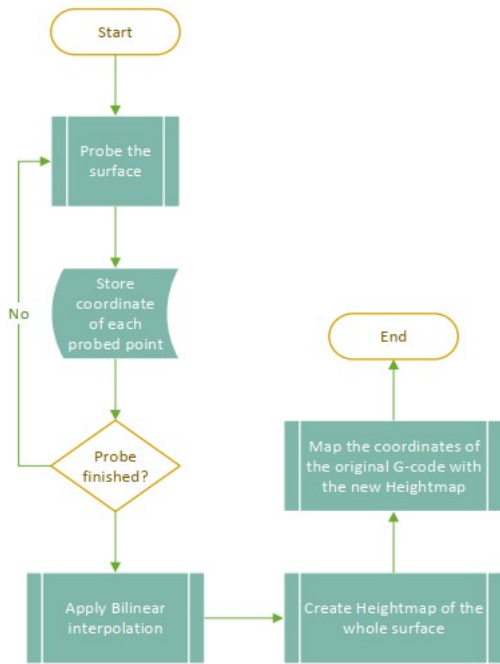 Start
Probe the
surface
Store
coordinate
of each
probed point
No
Probe
finished?
Apply Bilinear
interpolation
Create Heightmap of the
whole surface
Map the coordinates of
the original G-code with
the new Heightmap
End